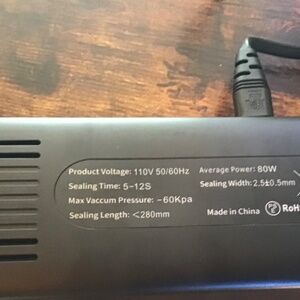 Product Voltage: 110V 50/60Hz Average Power: 80W
Sealing Time: 5-12S Sealing Width: 2.5±0.5mm
Max Vaccum Pressure: -60Kpa
Sealing Length: <280mm Made in China RoH